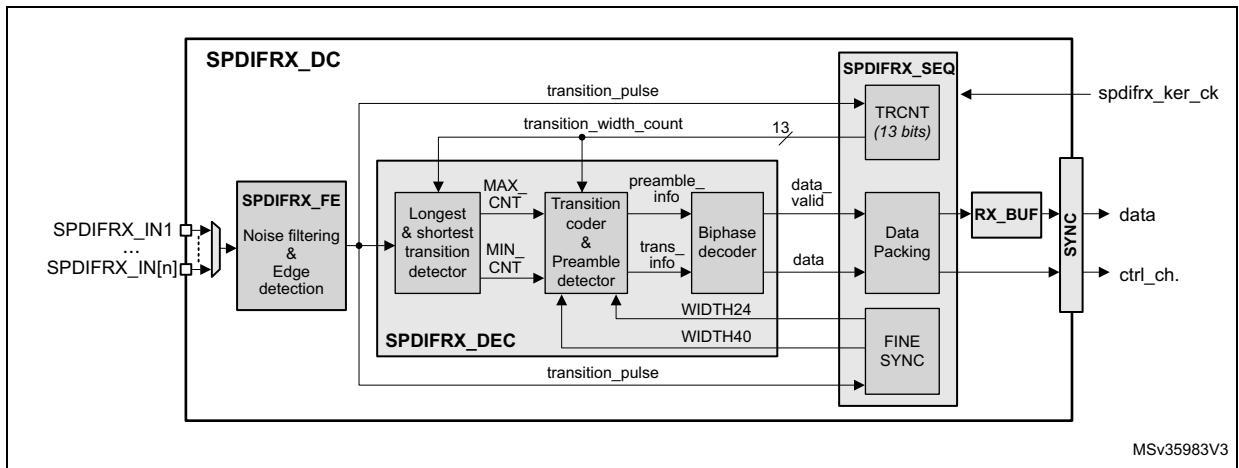 SPDIFRX_DC
SPDIFRX_SEQ
transition_pulse
TRCNT
(13 bits)
spdifrx_ker_ck
transition_width_count
13
SPDIFRX_FE
Noise filtering
&
Edge
detection
SPDIFRX_IN1
...
SPDIFRX_IN[n]
Longest
& shortest
transition
detector
MAX_
CNT
MIN_
CNT
Transition
coder
&
Preamble
detector
preamble_
info
trans_
info
Biphase
decoder
data_
valid
data
Data
Packing
RX_BUF
SYNC
data
ctrl_ch.
WIDTH24
WIDTH40
SPDIFRX_DEC
FINE
SYNC
transition_pulse
MSv35983V3